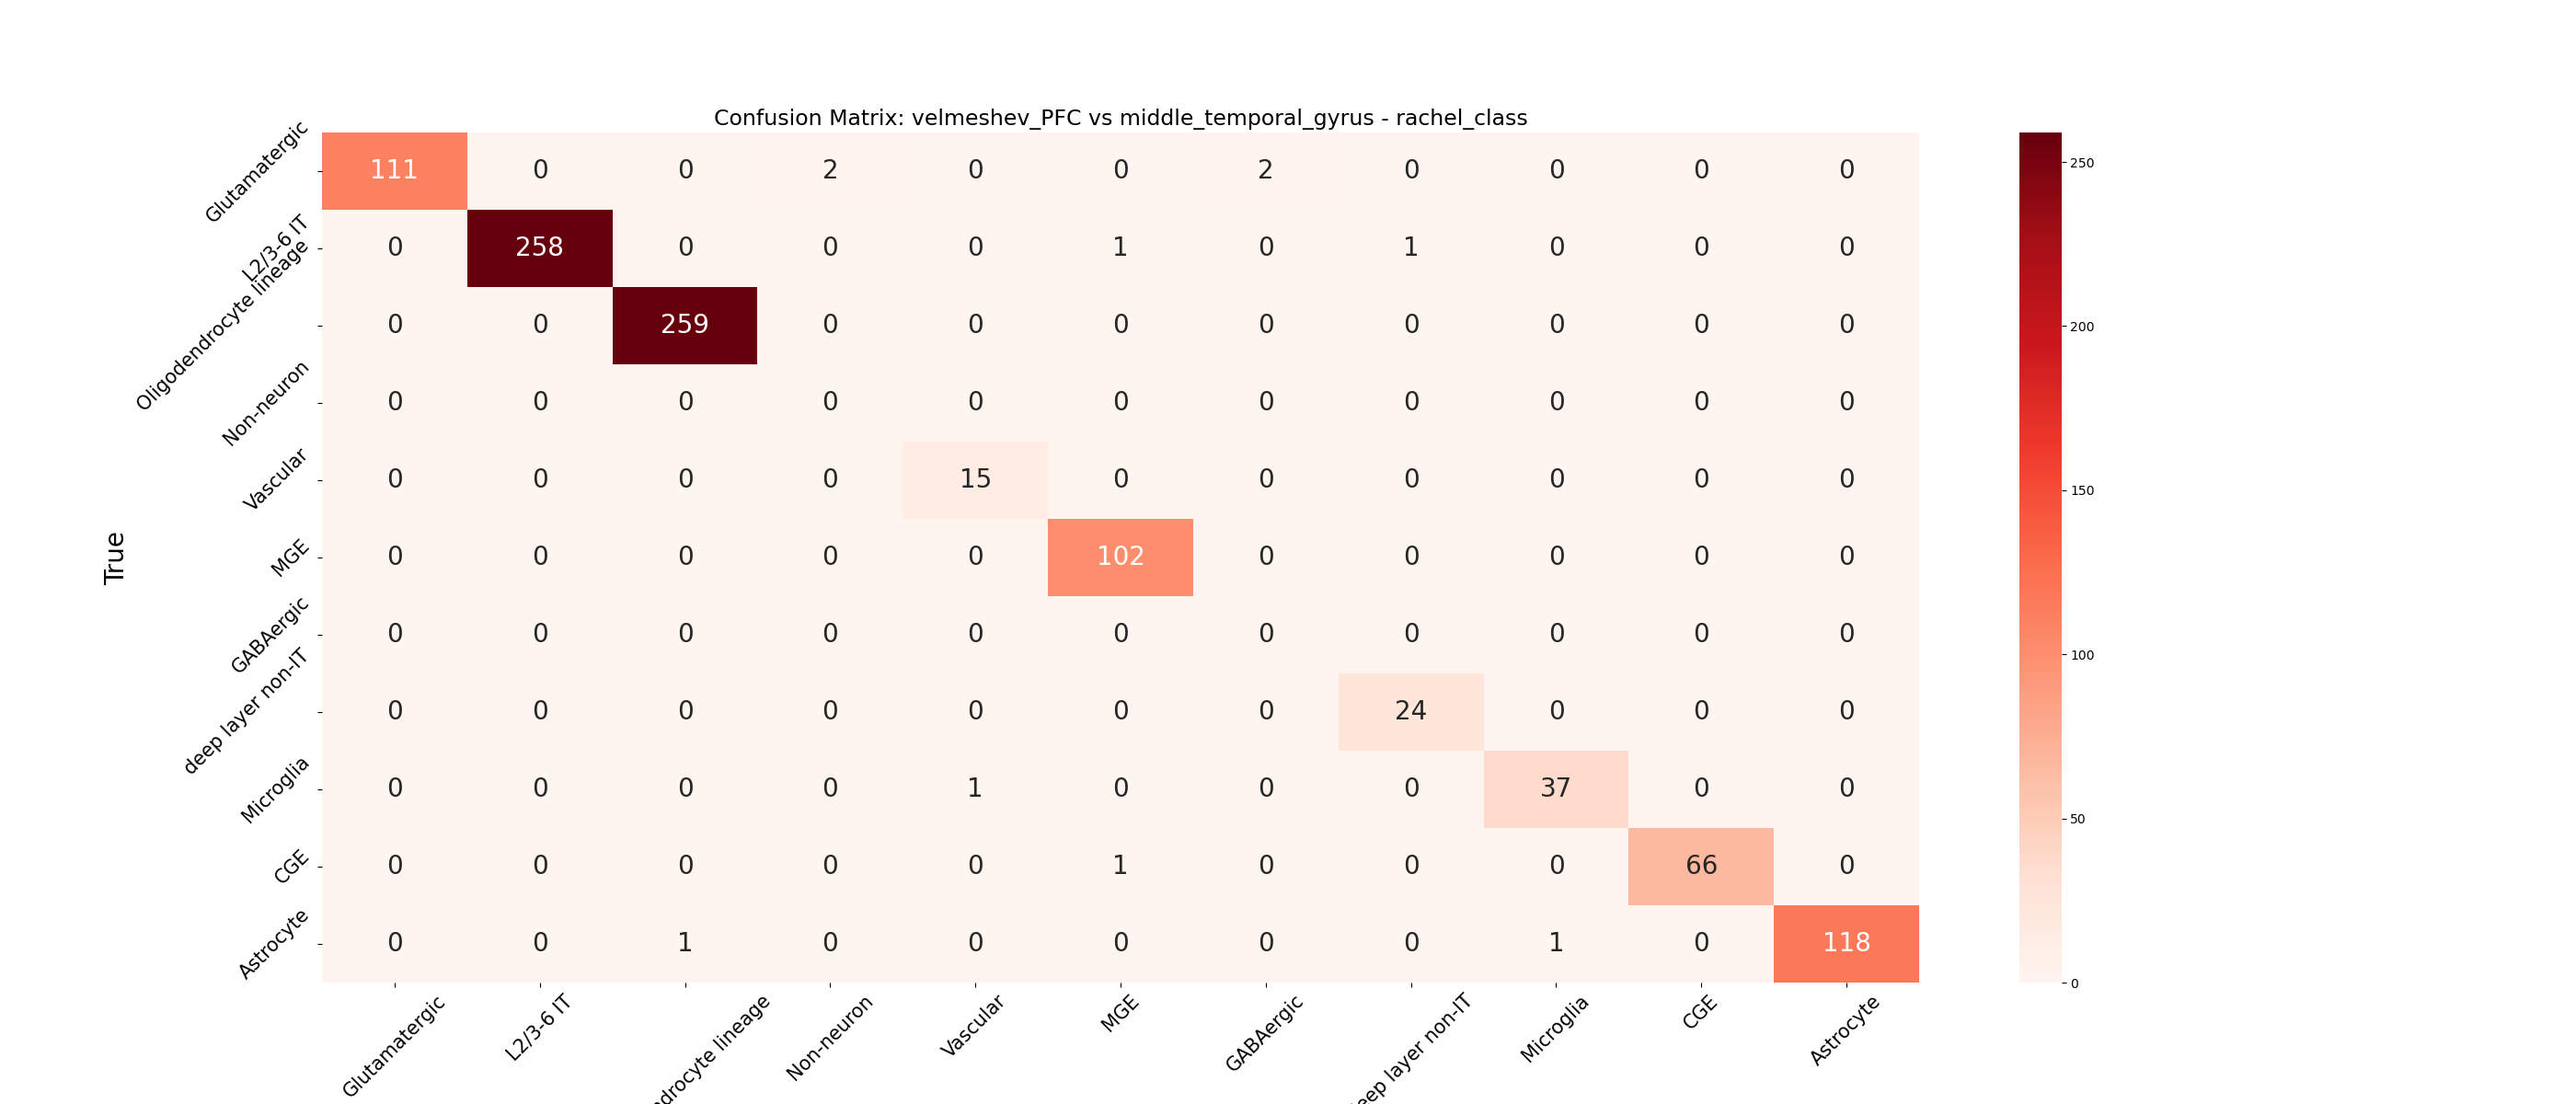 Confusion Matrix: velmeshev_PFC vs middle_temporal_gyrus - rachel_class
True
Glutamatergic 111 0 0 2 0 0 2 0 0 0 0
L2/3-6 IT 0 258 0 0 0 1 0 1 0 0 0
Oligodendrocyte lineage 0 0 259 0 0 0 0 0 0 0 0
Non-neuron 0 0 0 0 0 0 0 0 0 0 0
Vascular 0 0 0 0 15 0 0 0 0 0 0
MGE 0 0 0 0 0 102 0 0 0 0 0
GABAergic 0 0 0 0 0 0 0 0 0 0 0
deep layer non-IT 0 0 0 0 0 0 0 24 0 0 0
Microglia 0 0 0 0 1 0 0 0 37 0 0
CGE 0 0 0 0 0 1 0 0 0 66 0
Astrocyte 0 0 1 0 0 0 0 0 1 0 118
Glutamatergic L2/3-6 IT lineage Non-neuron Vascular MGE GABAergic layer non-IT Microglia CGE Astrocyte
250
200
150
100
50
0